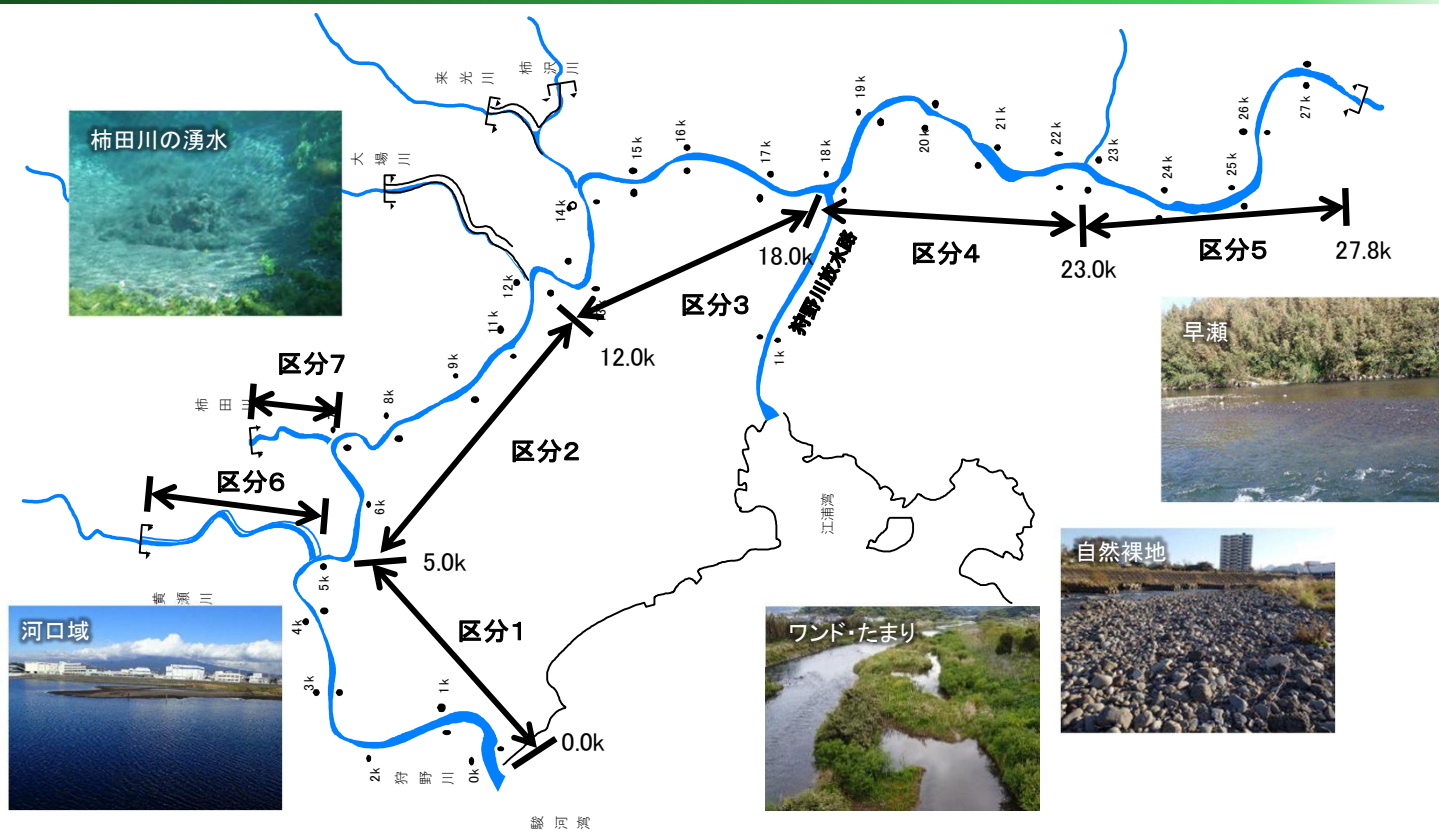 来光川
柿沢川
柿田川の湧水
大場川
14k
15k
16k
17k
18k
19k
20k
21k
22k
23k
24k
25k
26k
27k
18.0k
区分4
23.0k
区分5
27.8k
狩野川放水路
1k
区分3
12k
11k
12.0k
9k
8k
区分7
柿田川
区分2
6k
区分6
5.0k
5k
黄瀬川
4k
3k
区分1
1k
0.0k
2k
狩野川
0k
駿河湾
江浦湾
早瀬
自然裸地
ワンド・たまり
河口域